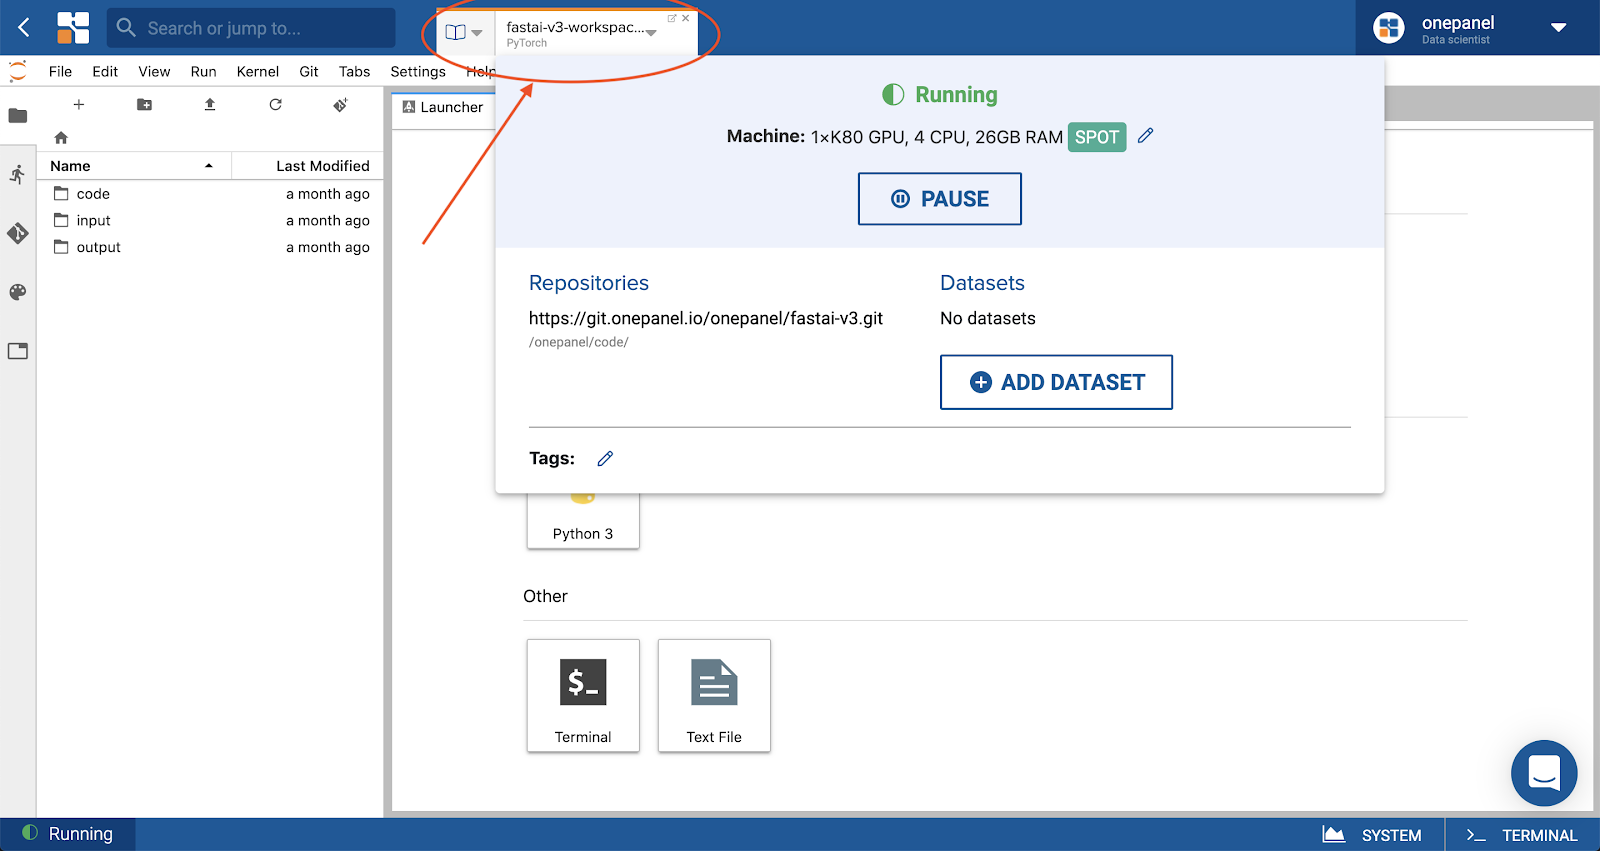 Search or jump to...
fastai-v3-workspac...
PyTorch
onepanel
Data scientist
File Edit View Run Kernel Git Tabs Settings Help
Launcher
Running
Machine: 1×K80 GPU, 4 CPU, 26GB RAM SPOT
PAUSE
Name Last Modified
code a month ago
input a month ago
output a month ago
Repositories
https://git.onepanel.io/onepanel/fastai-v3.git
/onepanel/code/
Datasets
No datasets
ADD DATASET
Tags:
Python 3
Other
$_
Terminal
Text File
Running
SYSTEM
>_ TERMINAL